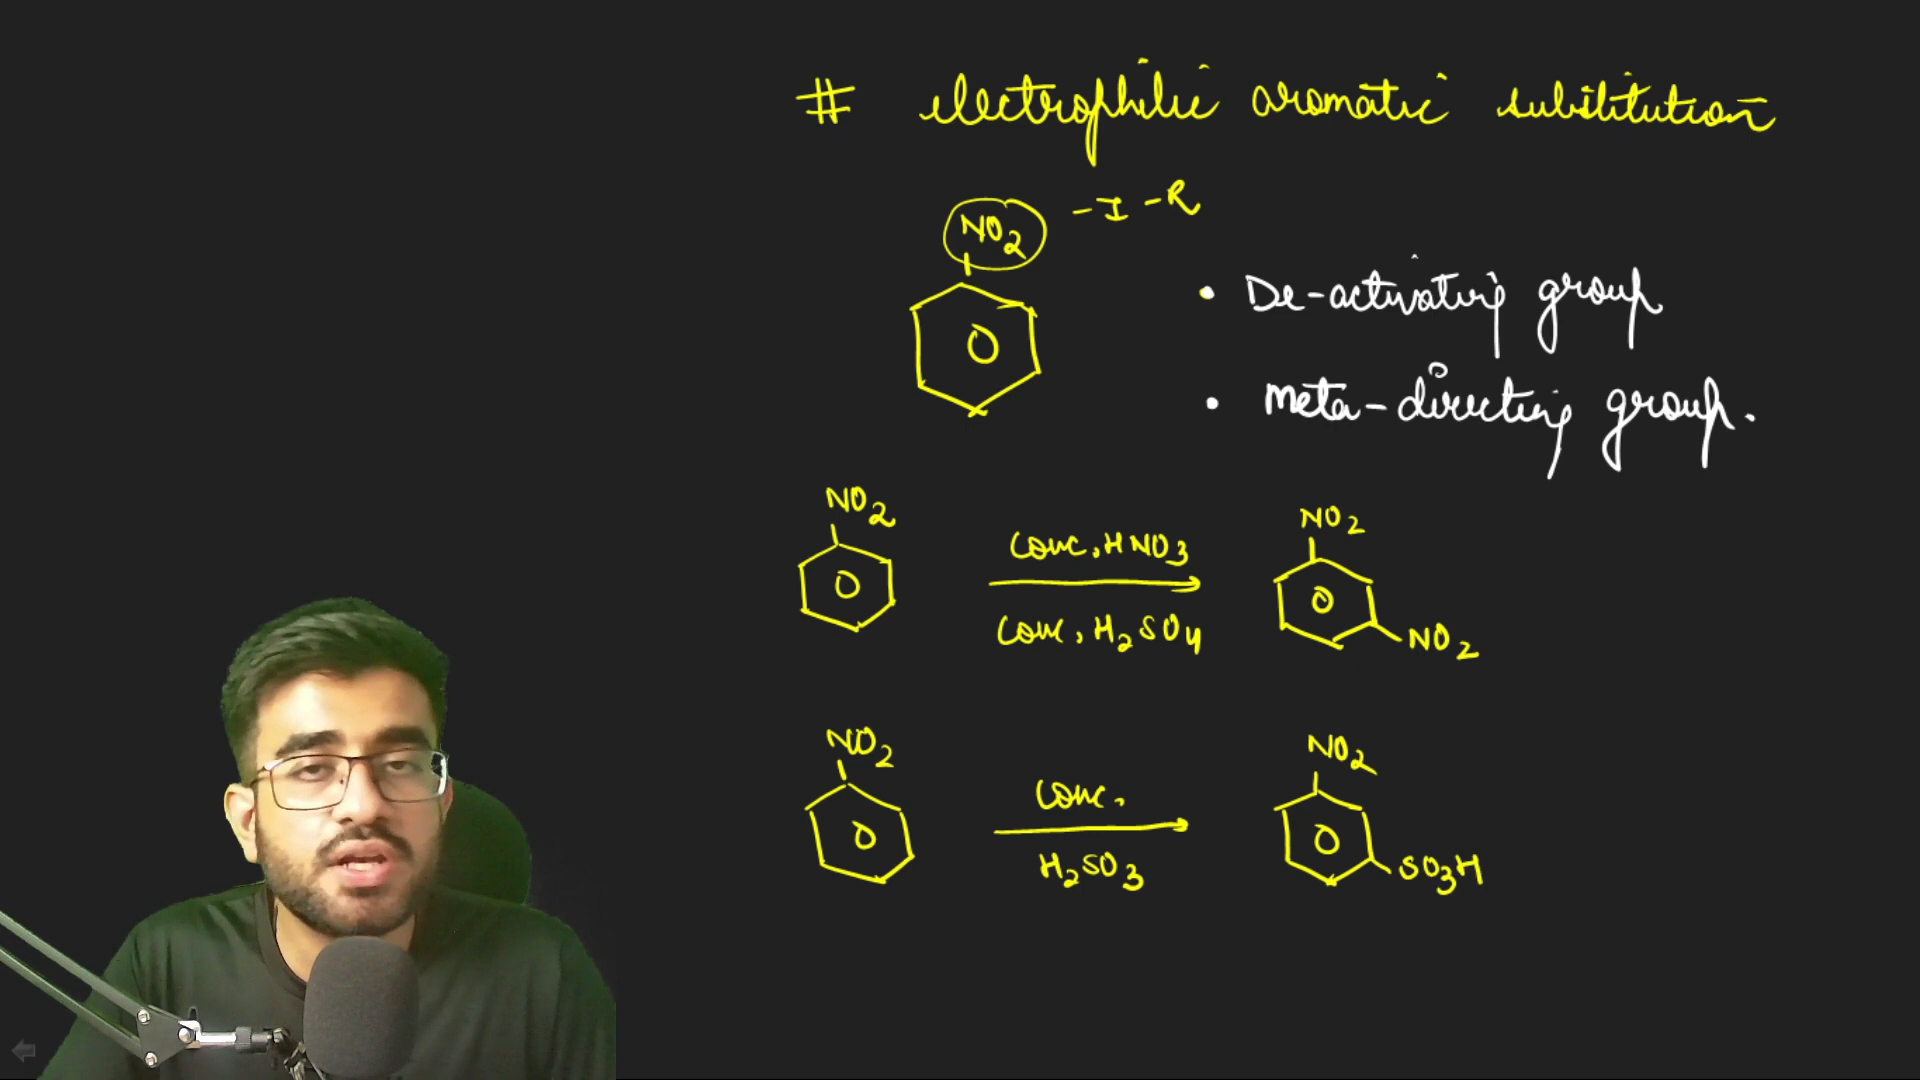 # electrophilic aromatic substitution
NO2 -I -R
• De-activating group
• meta-directing group.
NO2
conc, HNO3
conc, H2SO4
NO2
NO2
NO2
conc,
H2SO3
NO2
SO3H